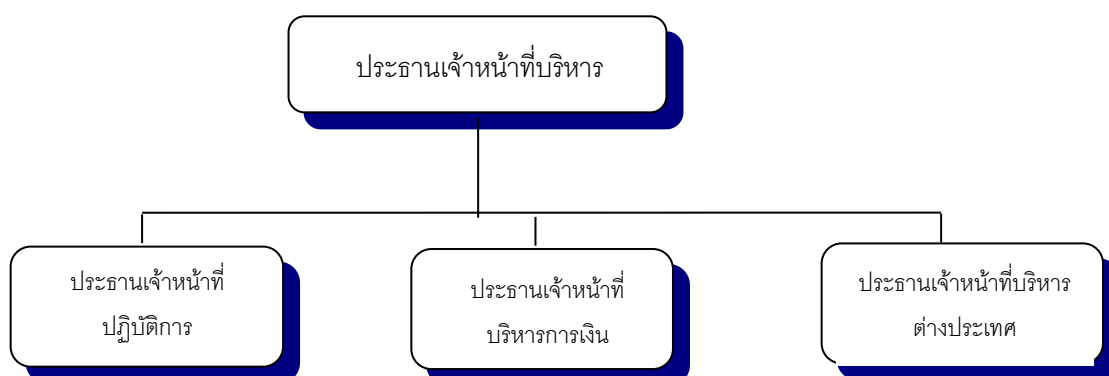 ประธานเจ้าหน้าที่บริหาร
ประธานเจ้าหน้าที่
ปฏิบัติการ
ประธานเจ้าหน้าที่
บริหารการเงิน
ประธานเจ้าหน้าที่บริหาร
ต่างประเทศ